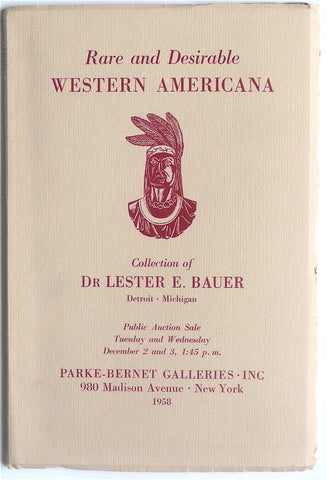 Rare and Desirable
WESTERN AMERICANA
Collection of
DR LESTER E. BAUER
Detroit · Michigan
Public Auction Sale
Tuesday and Wednesday
December 2 and 3, 1:45 p. m.
PARKE-BERNET GALLERIES · INC
980 Madison Avenue · New York
1958